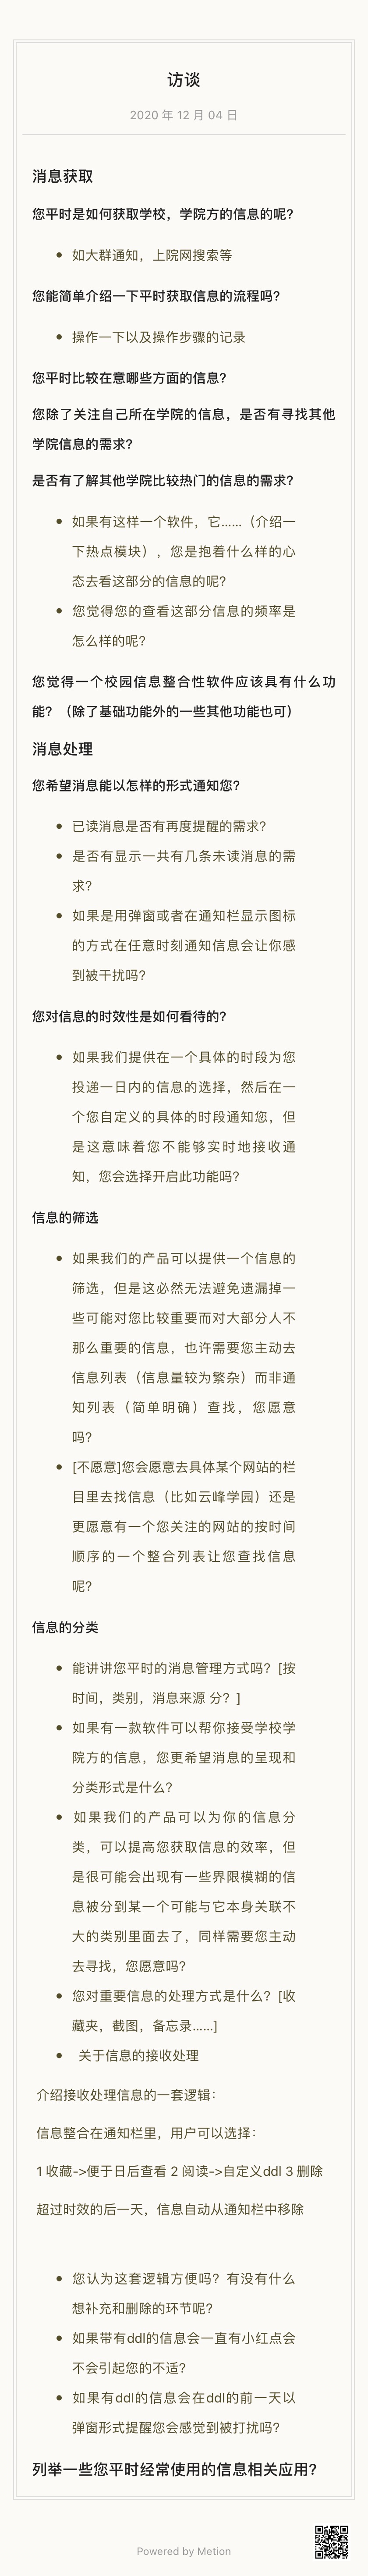 访谈
2020 年 12 月 04 日
消息获取
您平时是如何获取学校，学院方的信息的呢？
• 如大群通知，上院网搜索等
您能简单介绍一下平时获取信息的流程吗？
• 操作一下以及操作步骤的记录
您平时比较在意哪些方面的信息？
您除了关注自己所在学院的信息，是否有寻找其他
学院信息的需求？
是否有了解其他学院比较热门的信息的需求？
• 如果有这样一个软件，它......（介绍一
下热点模块），您是抱着什么样的心
态去看这部分的信息的呢？
• 您觉得您的查看这部分信息的频率是
怎么样的呢？
您觉得一个校园信息整合性软件应该具有什么功
能？（除了基础功能外的一些其他功能也可）
消息处理
您希望消息能以怎样的形式通知您？
• 已读消息是否有再度提醒的需求？
• 是否有显示一共有几条未读消息的需
求？
• 如果是用弹窗或者在通知栏显示图标
的方式在任意时刻通知信息会让你感
到被干扰吗？
您对信息的时效性是如何看待的？
• 如果我们提供在一个具体的时段为您
投递一日内的信息的选择，然后在一
个您自定义的具体的时段通知您，但
是这意味着您不能够实时地接收通
知，您会选择开启此功能吗？
信息的筛选
• 如果我们的产品可以提供一个信息的
筛选，但是这必然无法避免遗漏掉一
些可能对您比较重要而对大部分人不
那么重要的信息，也许需要您主动去
信息列表（信息量较为繁杂）而非通
知列表（简单明确）查找，您愿意
吗？
• [不愿意]您会愿意去具体某个网站的栏
目里去找信息（比如云峰学园）还是
更愿意有一个您关注的网站的按时间
顺序的一个整合列表让您查找信息
呢？
信息的分类
• 能讲讲您平时的消息管理方式吗？[按
时间，类别，消息来源 分？]
• 如果有一款软件可以帮你接受学校学
院方的信息，您更希望消息的呈现和
分类形式是什么？
• 如果我们的产品可以为你的信息分
类，可以提高您获取信息的效率，但
是很可能会出现有一些界限模糊的信
息被分到某一个可能与它本身关联不
大的类别里面去了，同样需要您主动
去寻找，您愿意吗？
• 您对重要信息的处理方式是什么？[收
藏夹，截图，备忘录......]
• 关于信息的接收处理
介绍接收处理信息的一套逻辑：
信息整合在通知栏里，用户可以选择：
1 收藏->便于日后查看 2 阅读->自定义ddl 3 删除
超过时效的后一天，信息自动从通知栏中移除
• 您认为这套逻辑方便吗？有没有什么
想补充和删除的环节呢？
• 如果带有ddl的信息会一直有小红点会
不会引起您的不适？
• 如果有ddl的信息会在ddl的前一天以
弹窗形式提醒您会感觉到被打扰吗？
列举一些您平时经常使用的信息相关应用？
Powered by Metion